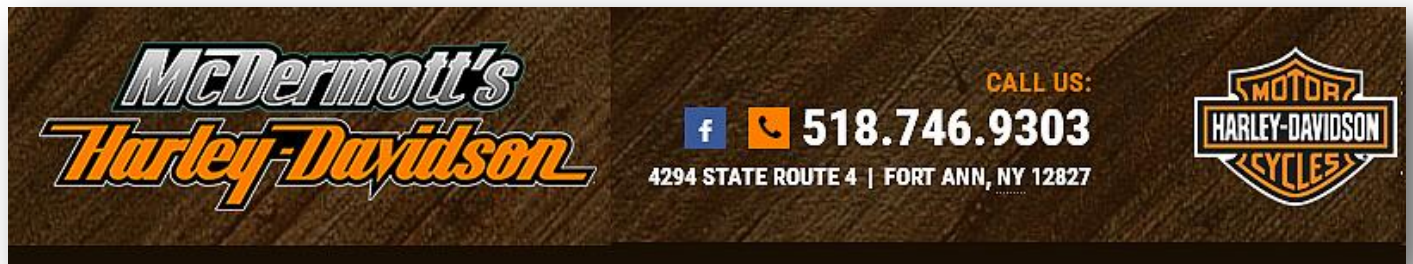 McDermott's
Harley-Davidson
CALL US:
f
518.746.9303
4294 STATE ROUTE 4 | FORT ANN, NY 12827
MOTOR
HARLEY-DAVIDSON
CYCLES